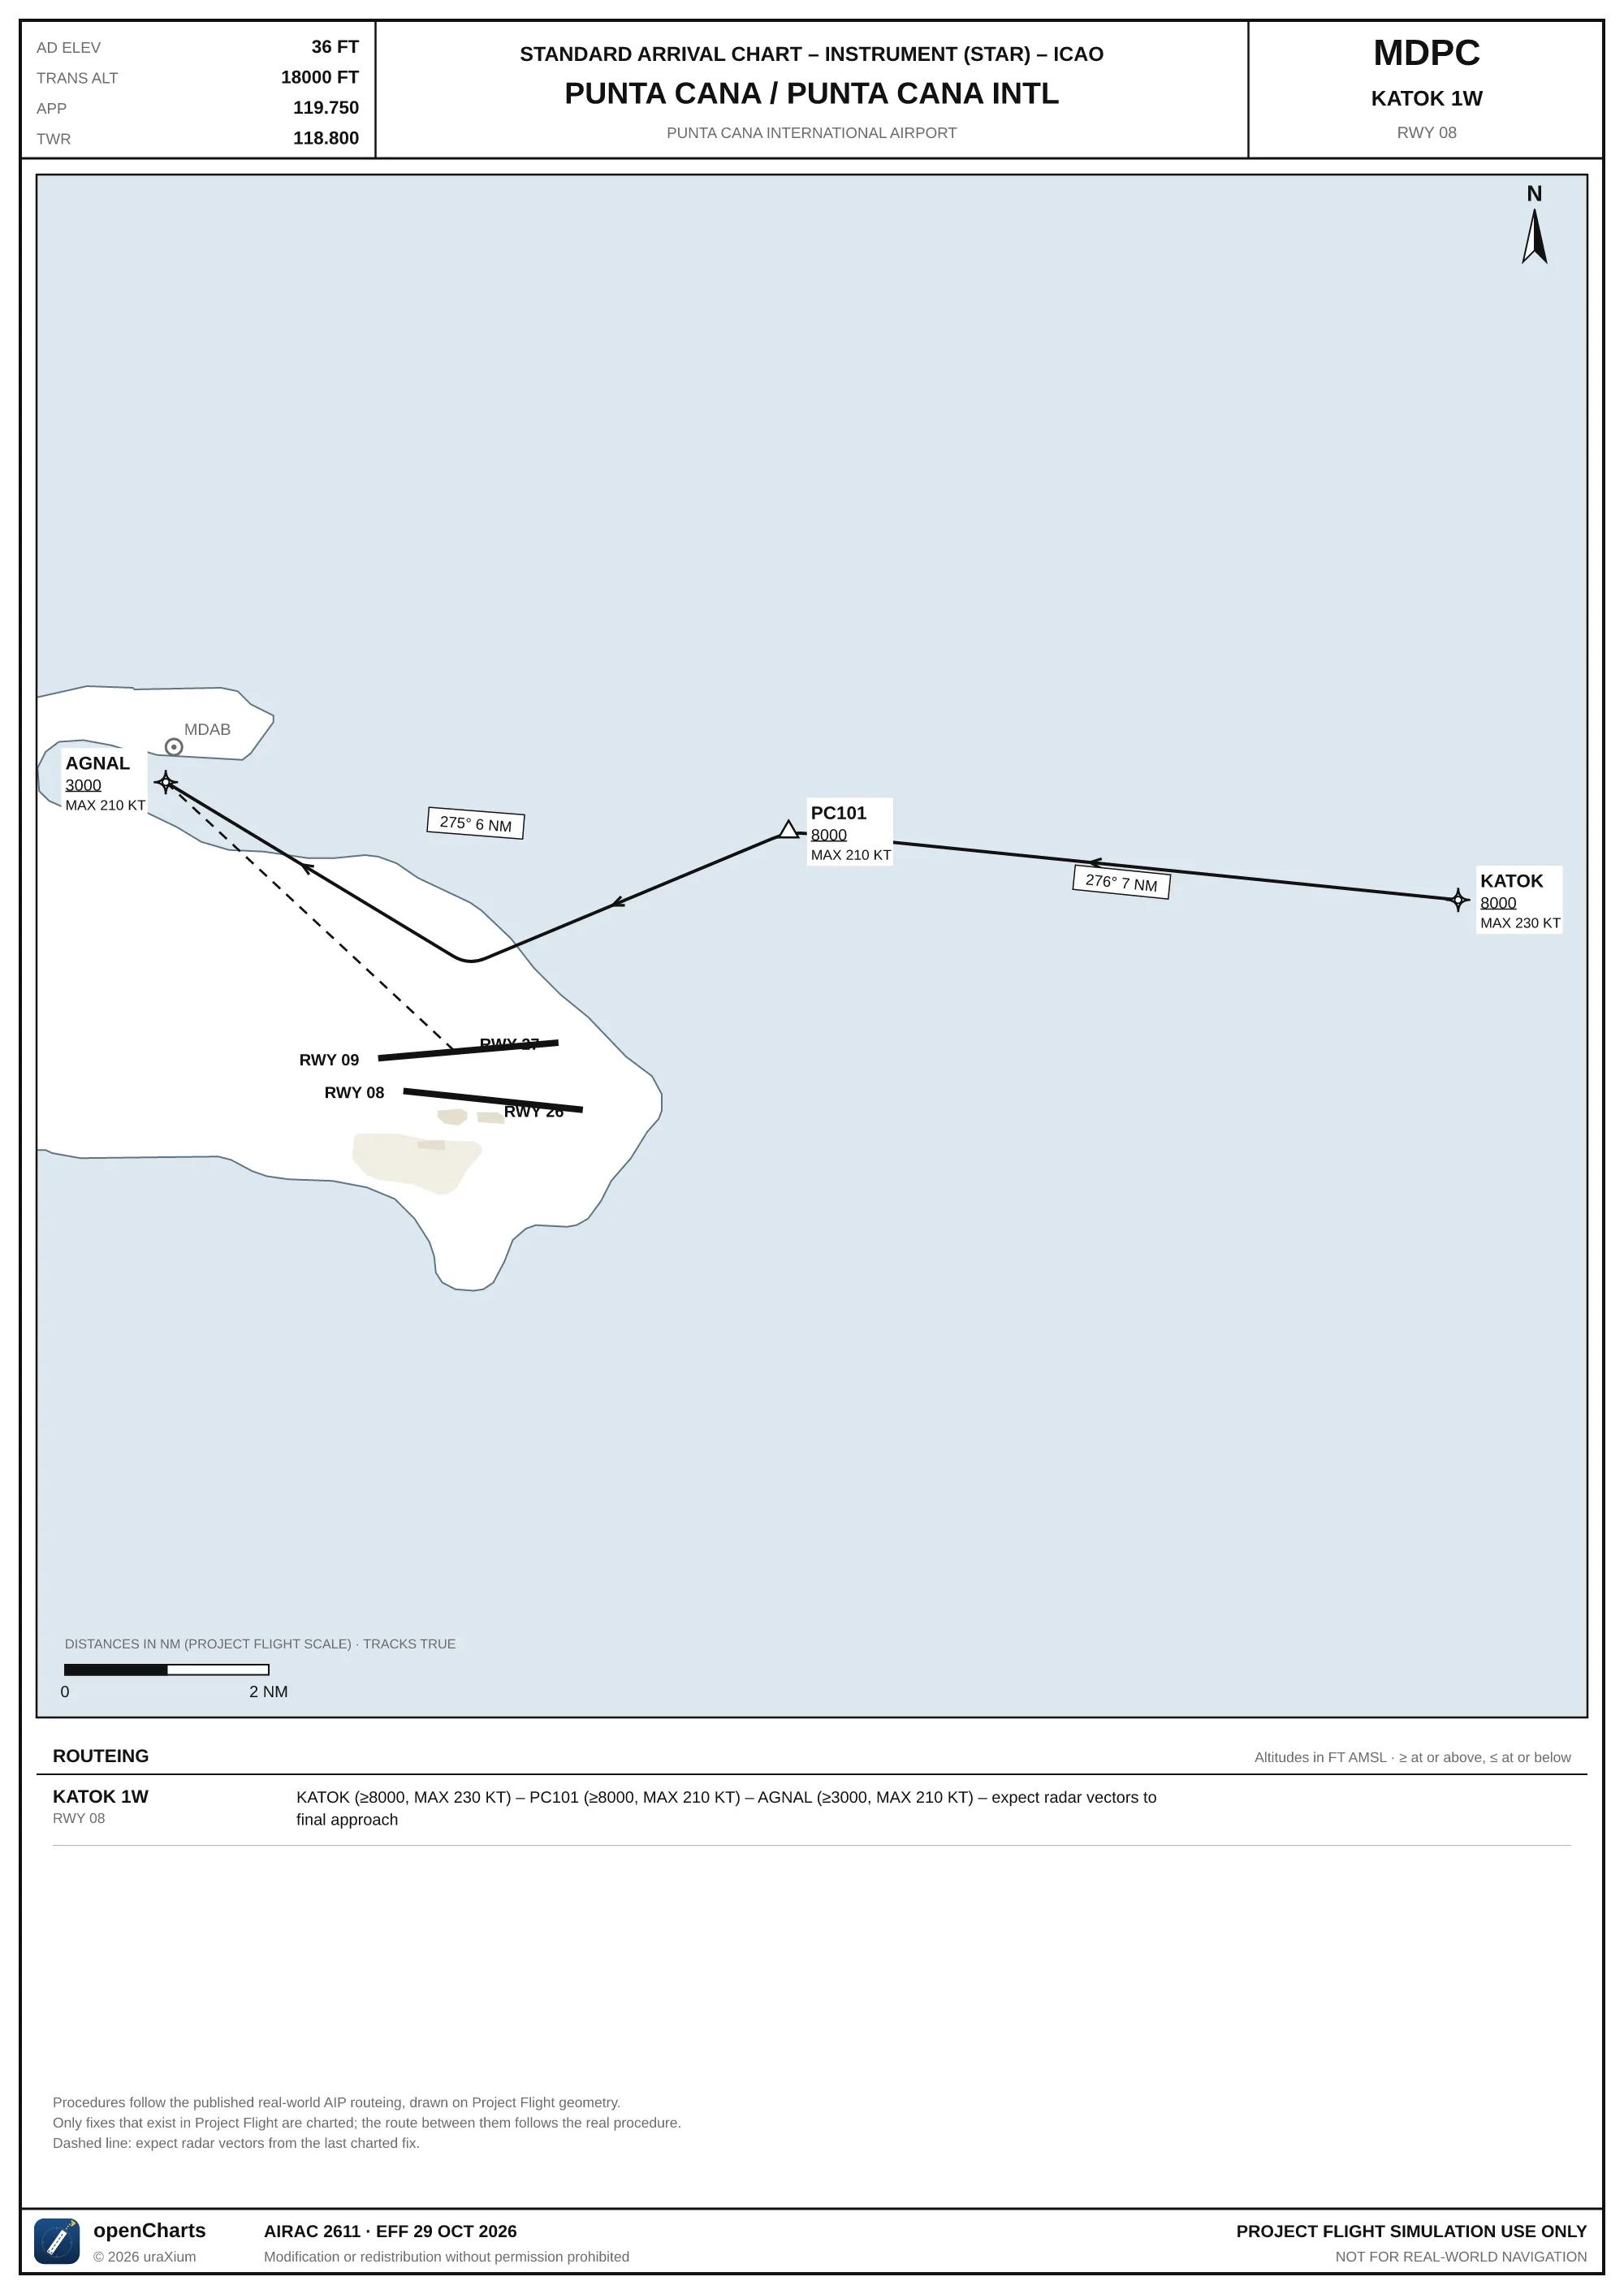 AD ELEV 36 FT
TRANS ALT 18000 FT
APP 119.750
TWR 118.800
STANDARD ARRIVAL CHART – INSTRUMENT (STAR) – ICAO
PUNTA CANA / PUNTA CANA INTL
PUNTA CANA INTERNATIONAL AIRPORT
MDPC
KATOK 1W
RWY 08
N
MDAB
AGNAL
3000
MAX 210 KT
275° 6 NM
PC101
8000
MAX 210 KT
276° 7 NM
KATOK
8000
MAX 230 KT
RWY 27
RWY 09
RWY 08
RWY 26
DISTANCES IN NM (PROJECT FLIGHT SCALE) · TRACKS TRUE
0 2 NM
ROUTEING
Altitudes in FT AMSL · ≥ at or above, ≤ at or below
KATOK 1W
RWY 08
KATOK (≥8000, MAX 230 KT) – PC101 (≥8000, MAX 210 KT) – AGNAL (≥3000, MAX 210 KT) – expect radar vectors to
final approach
Procedures follow the published real-world AIP routeing, drawn on Project Flight geometry.
Only fixes that exist in Project Flight are charted; the route between them follows the real procedure.
Dashed line: expect radar vectors from the last charted fix.
openCharts
© 2026 uraXium
AIRAC 2611 · EFF 29 OCT 2026
Modification or redistribution without permission prohibited
PROJECT FLIGHT SIMULATION USE ONLY
NOT FOR REAL-WORLD NAVIGATION